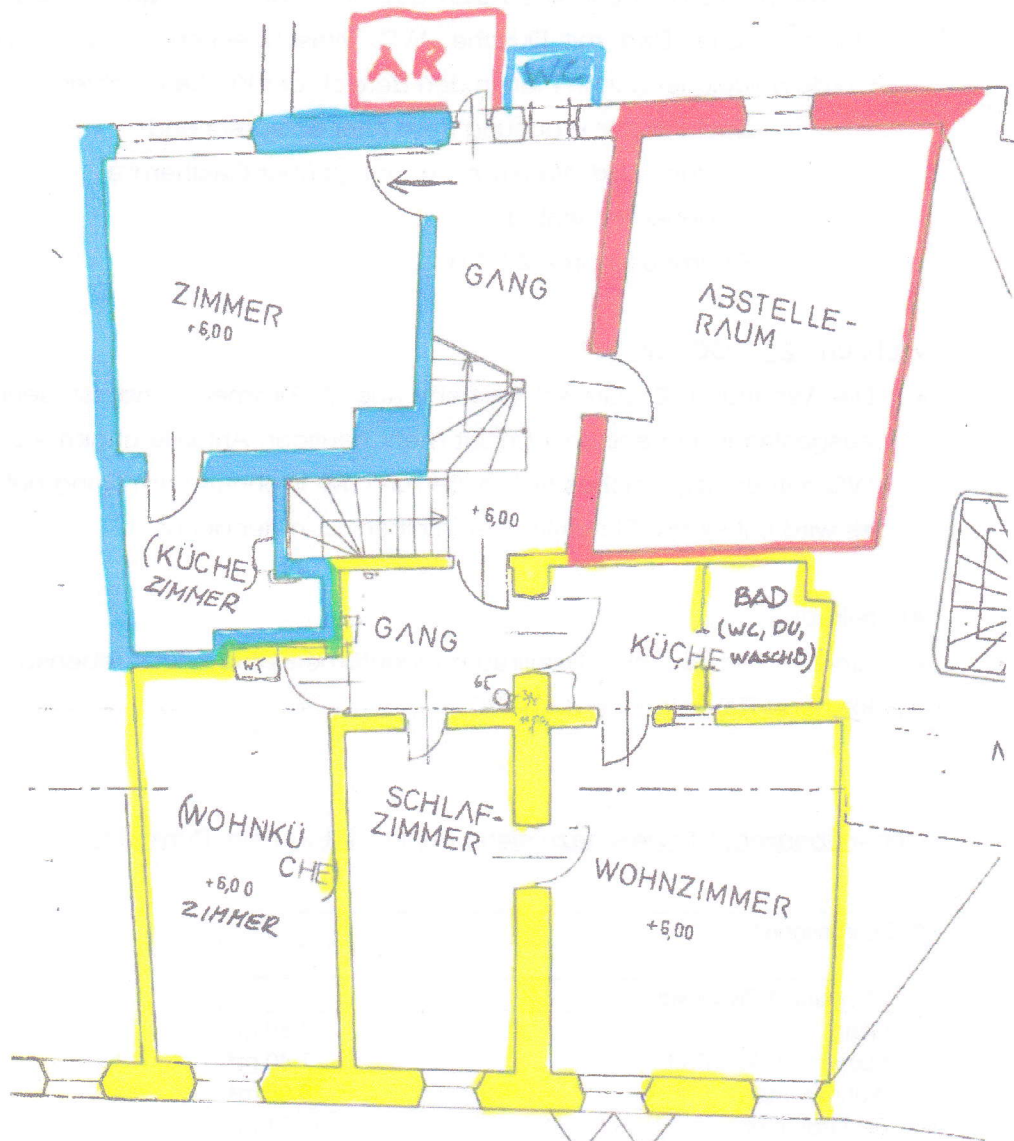 AR
WC
GANG
ZIMMER
+6,00
ABSTELLE-
RAUM
+6,00
(KÜCHE)
ZIMMER
GANG
KÜCHE
BAD
(WC, DU,
WASCHB)
WT
(WOHNKÜ
CHE)
+6,00
ZIMMER
SCHLAF-
ZIMMER
WOHNZIMMER
+6,00